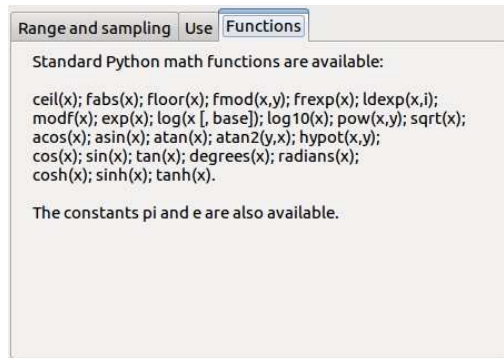 Range and sampling Use Functions
Standard Python math functions are available:
ceil(x); fabs(x); floor(x); fmod(x,y); frexp(x); ldexp(x,i);
modf(x); exp(x); log(x [, base]); log10(x); pow(x,y); sqrt(x);
acos(x); asin(x); atan(x); atan2(y,x); hypot(x,y);
cos(x); sin(x); tan(x); degrees(x); radians(x);
cosh(x); sinh(x); tanh(x).
The constants pi and e are also available.